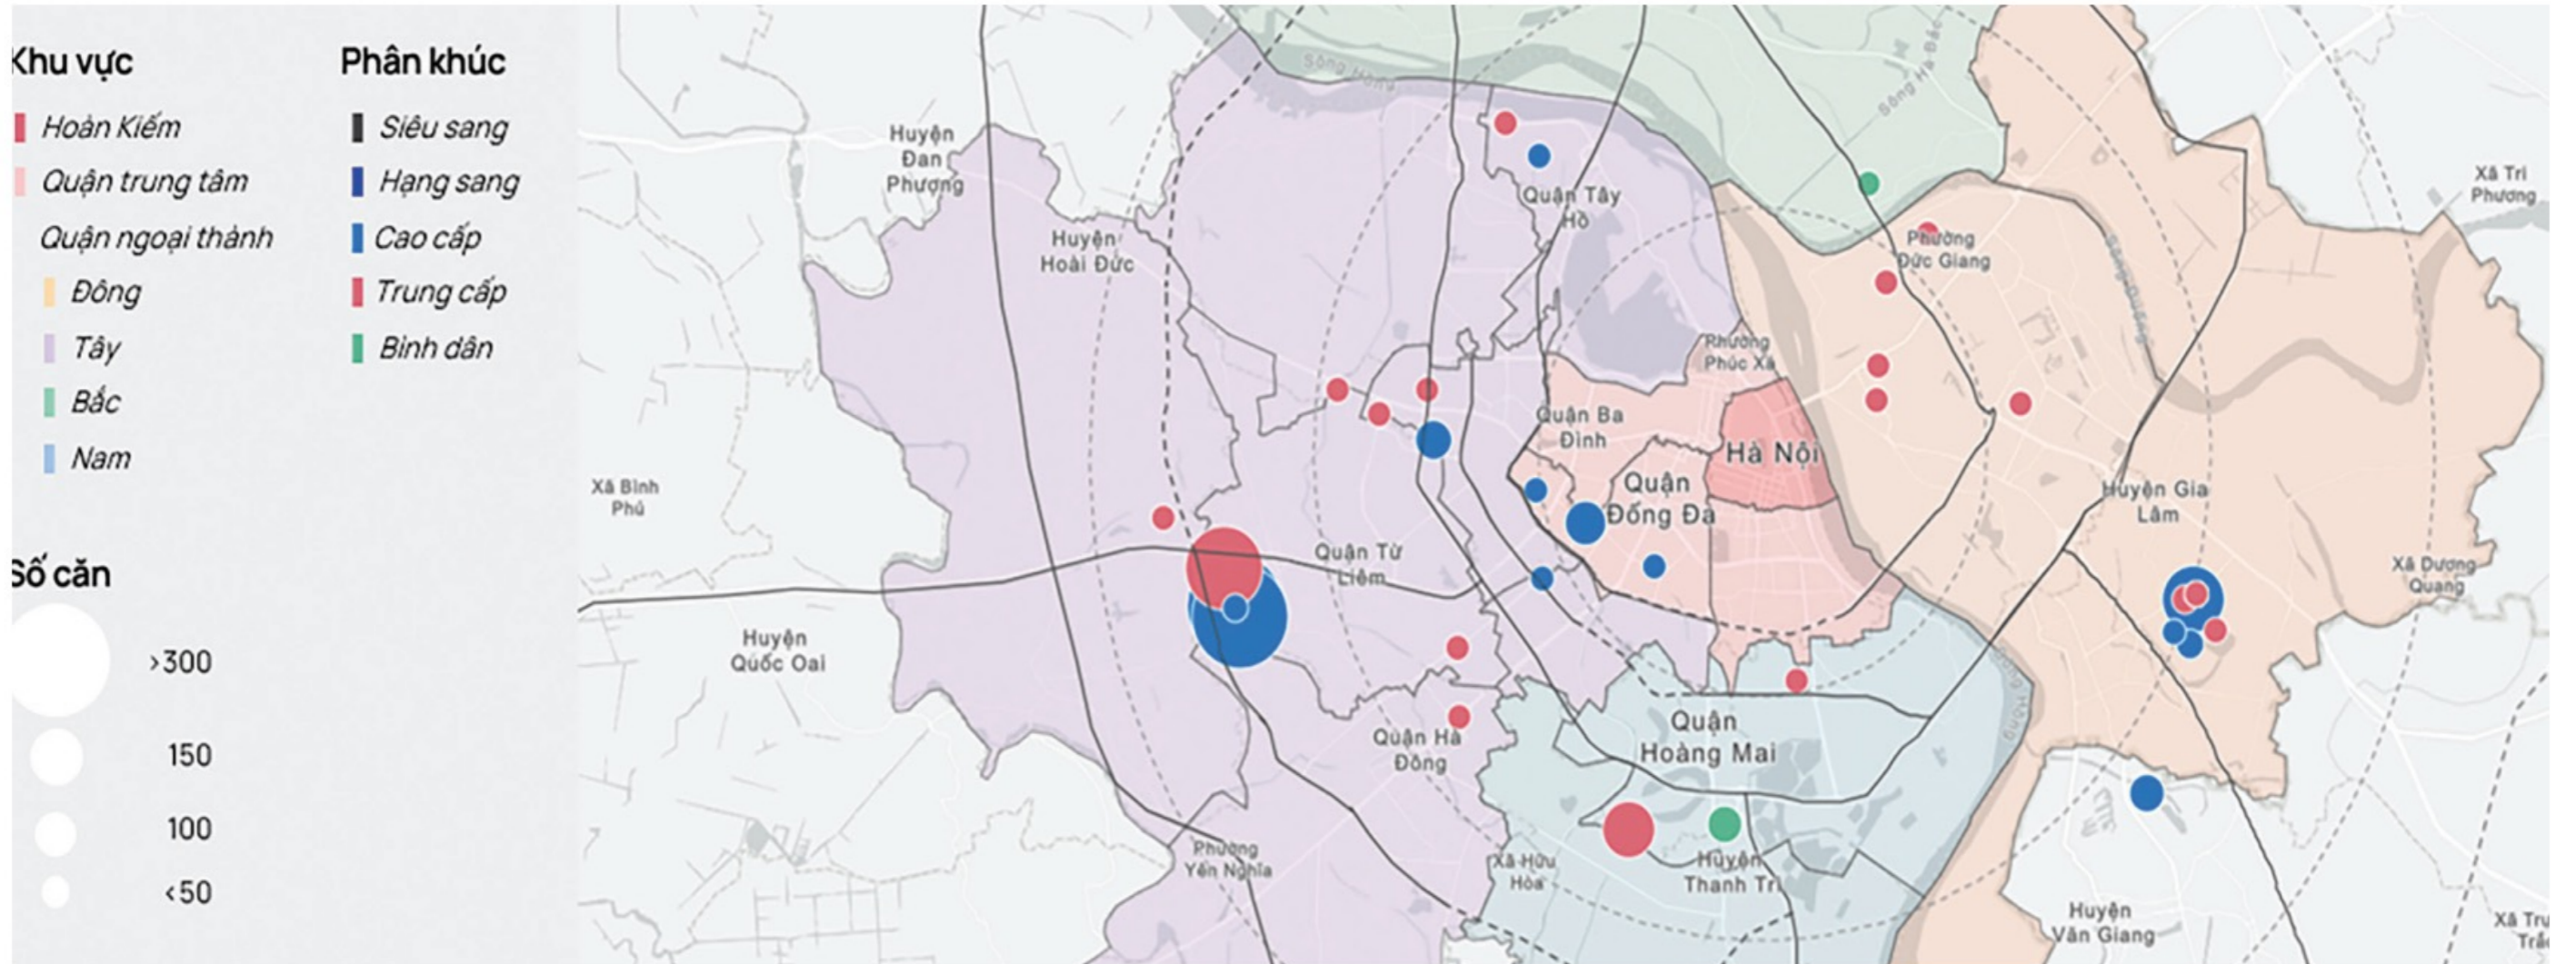 Khu vực
Hoàn Kiếm
Quận trung tâm
Quận ngoại thành
Đông
Tây
Bắc
Nam
Phân khúc
Siêu sang
Hạng sang
Cao cấp
Trung cấp
Bình dân
Số căn
>300
150
100
<50
Sông Hồng
Huyện
Đan
Phượng
Huyện
Hoài Đức
Quận Tây
Hồ
Phường
Đức Giang
Xã Tri
Phương
Sông Đuống
Phường
Phúc Xá
Quận Ba
Đình
Hà Nội
Quận
Đống Đa
Xã Bình
Phú
Huyện Gia
Lâm
Quận Từ
Liêm
Xã Dương
Quang
Huyện
Quốc Oai
Sông Hồng
Quận
Hoàng Mai
Quận Hà
Đông
Phường
Yên Nghĩa
Xã Hữu
Hòa
Huyện
Thanh Trì
Huyện
Văn Giang